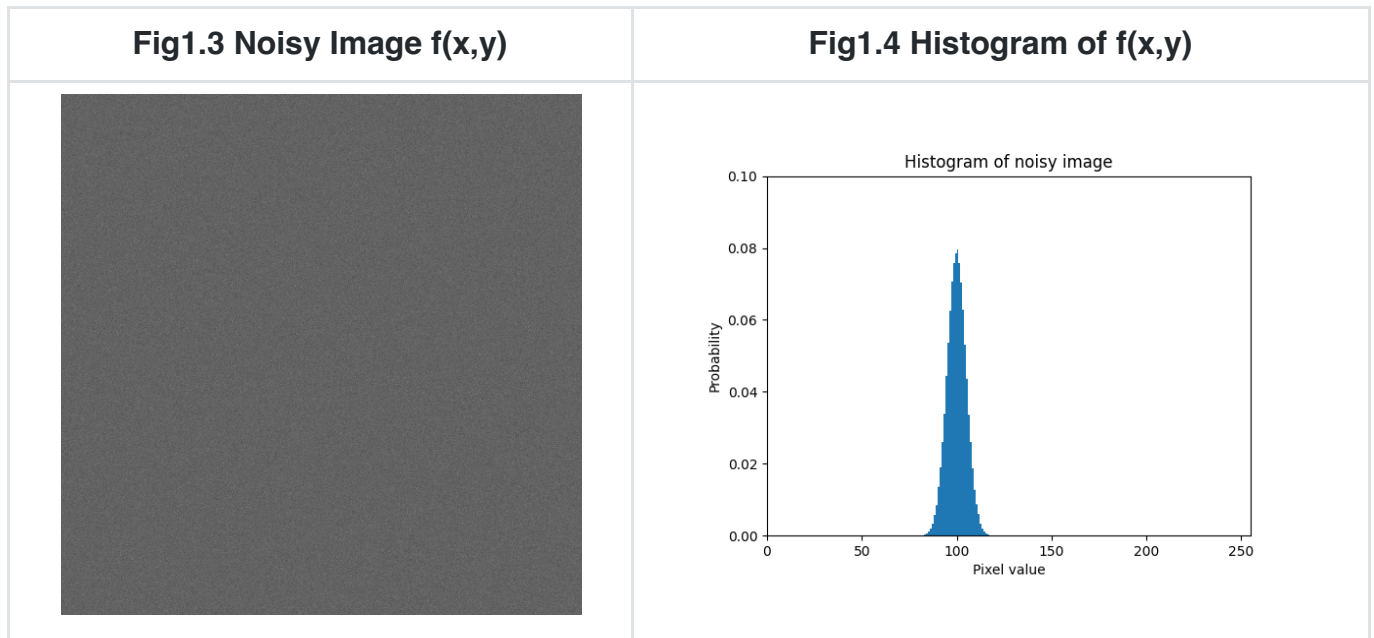 Fig1.3 Noisy Image f(x,y)
Fig1.4 Histogram of f(x,y)
Histogram of noisy image
Probability
0.10
0.08
0.06
0.04
0.02
0.00
0 50 100 150 200 250
Pixel value